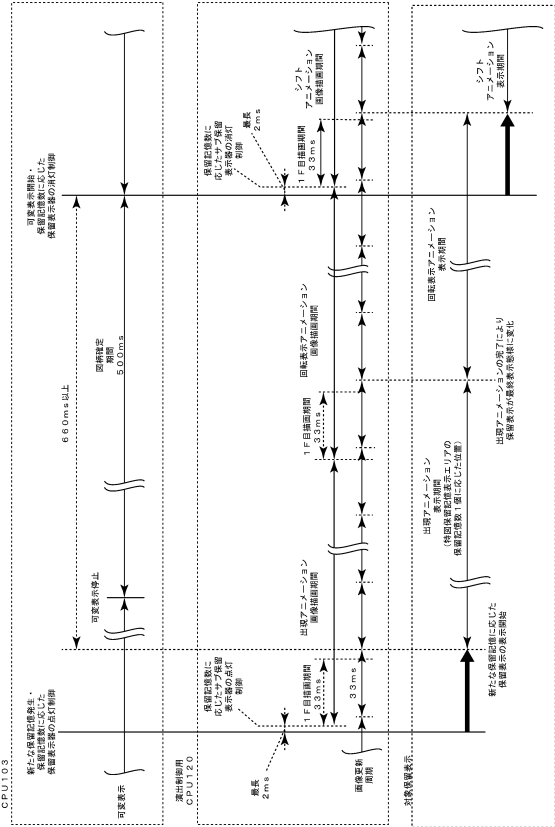 CPU103
新たな保留記憶発生・
保留記憶数に応じた
保留表示器の点灯制御
660ms以上
可変表示開始・
保留記憶数に応じた
保留表示器の消灯制御
可変表示
可変表示停止
図柄確定
期間
500ms
演出制御用
CPU120
最長
2ms
保留記憶数に
応じたサブ保留
表示器の点灯
制御
1F目描画期間
33ms
出現アニメーション
画像描画期間
1F目描画期間
33ms
回転表示アニメーション
画像描画期間
保留記憶数に
応じたサブ保留
表示器の消灯
制御
最長
2ms
1F目描画期間
33ms
シフト
アニメーション
画像描画期間
画像更新
周期
33ms
対象保留表示
新たな保留記憶に応じた
保留表示の表示開始
出現アニメーション
表示期間
(特図保留記憶表示エリアの
保留記憶数1個に応じた位置)
出現アニメーションの完了により
保留表示が最終表示態様に変化
回転表示アニメーション
表示期間
シフト
アニメーション
表示期間